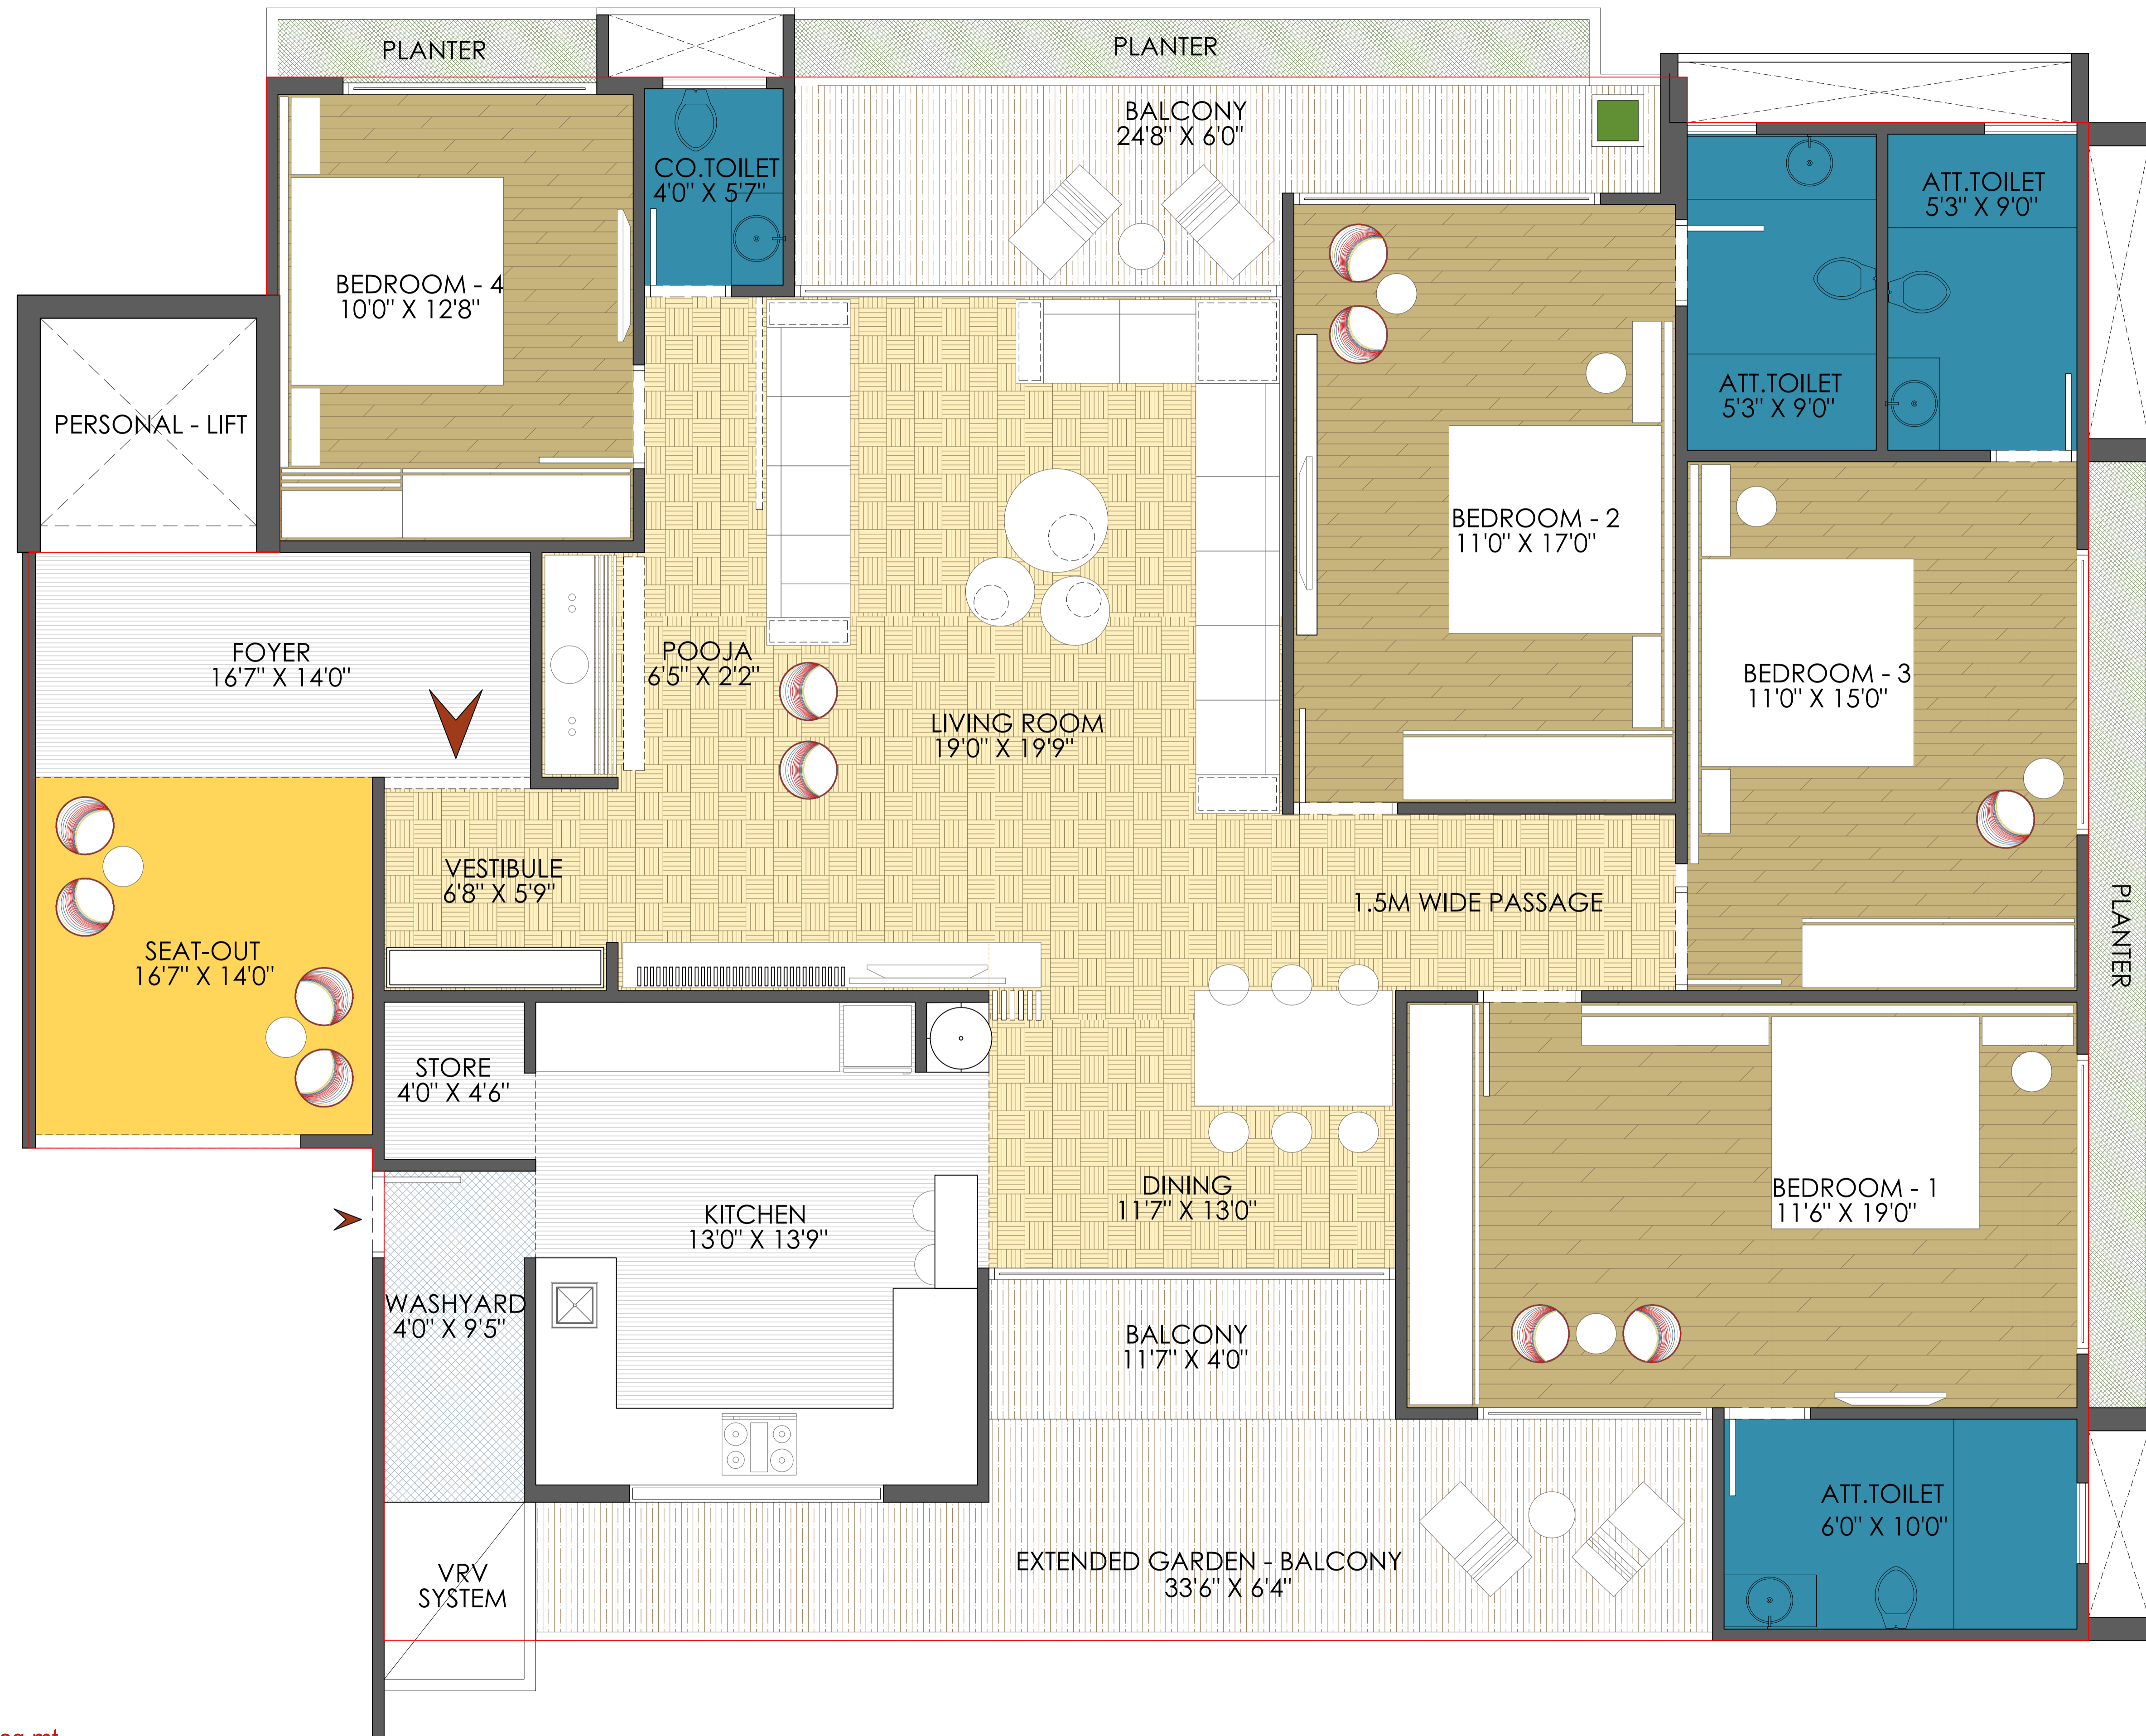 PLANTER
PLANTER
BALCONY
24'8" X 6'0"
CO.TOILET
4'0" X 5'7"
ATT.TOILET
5'3" X 9'0"
BEDROOM - 4
10'0" X 12'8"
ATT.TOILET
5'3" X 9'0"
PERSONAL - LIFT
BEDROOM - 2
11'0" X 17'0"
FOYER
16'7" X 14'0"
POOJA
6'5" X 2'2"
BEDROOM - 3
11'0" X 15'0"
LIVING ROOM
19'0" X 19'9"
VESTIBULE
6'8" X 5'9"
1.5M WIDE PASSAGE
PLANTER
SEAT-OUT
16'7" X 14'0"
STORE
4'0" X 4'6"
DINING
11'7" X 13'0"
BEDROOM - 1
11'6" X 19'0"
KITCHEN
13'0" X 13'9"
WASHYARD
4'0" X 9'5"
BALCONY
11'7" X 4'0"
ATT.TOILET
6'0" X 10'0"
EXTENDED GARDEN - BALCONY
33'6" X 6'4"
VRV
SYSTEM